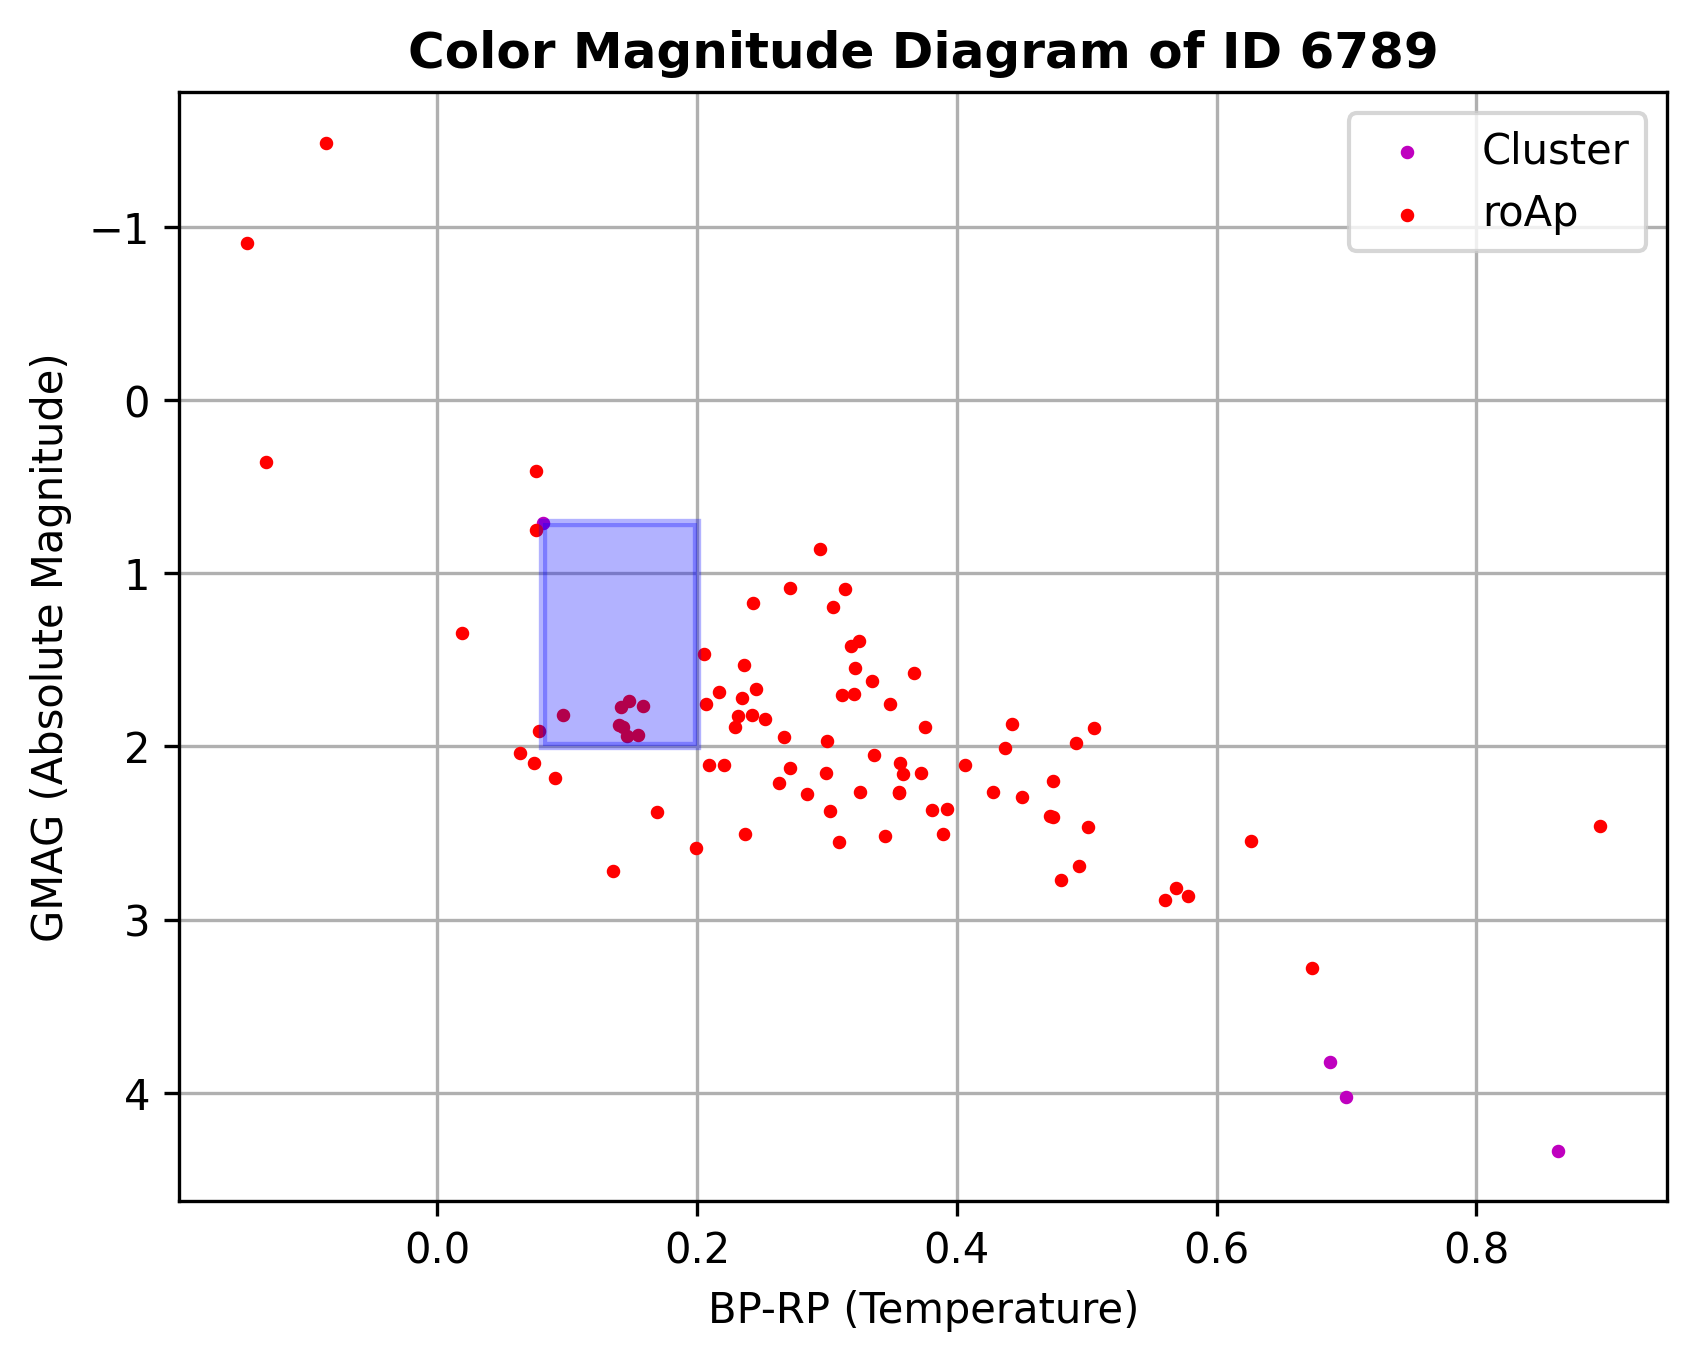 Color Magnitude Diagram of ID 6789
Cluster
roAp
−1
0
1
2
3
4
GMAG (Absolute Magnitude)
0.0 0.2 0.4 0.6 0.8
BP-RP (Temperature)